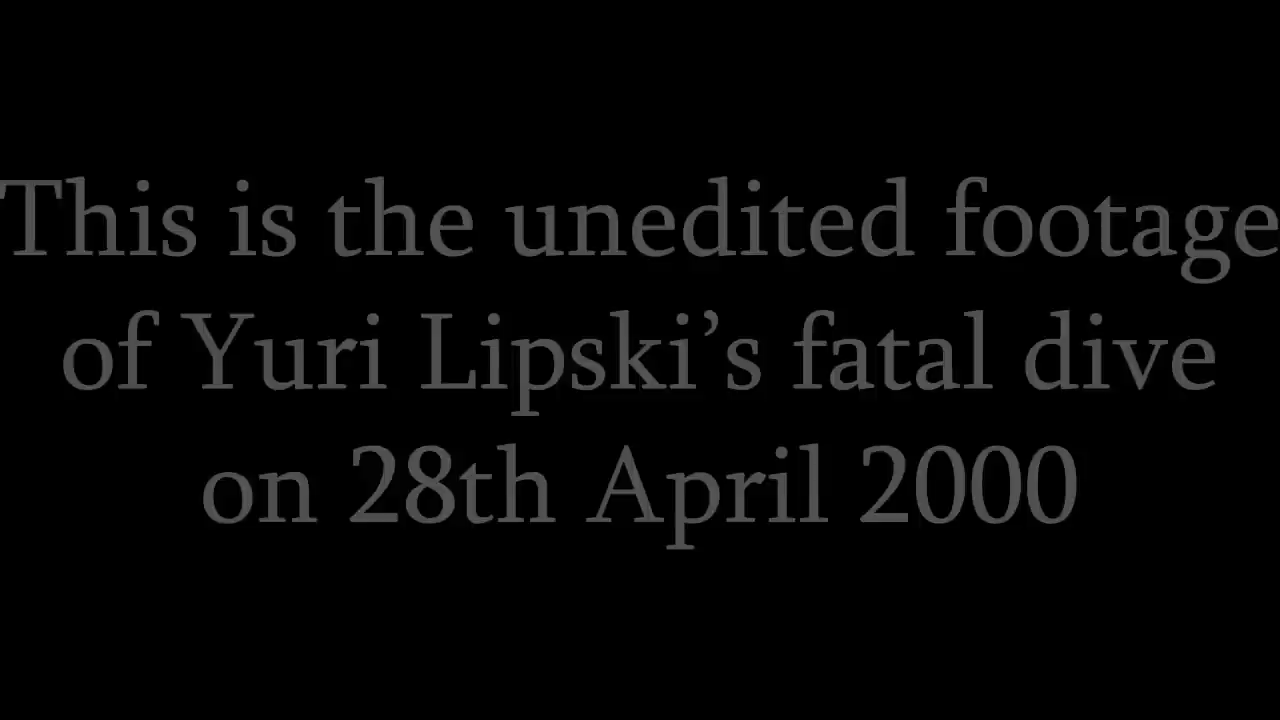 This is the unedited footage
of Yuri Lipski’s fatal dive
on 28th April 2000